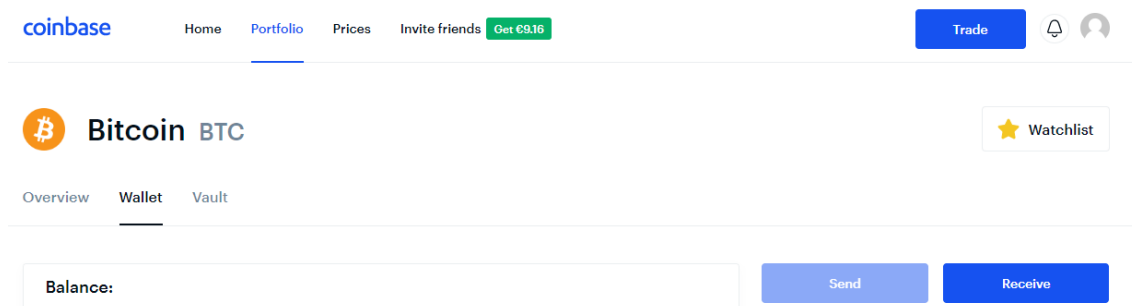 coinbase Home Portfolio Prices Invite friends Get €9.16 Trade
Bitcoin BTC Watchlist
Overview Wallet Vault
Balance: Send Receive